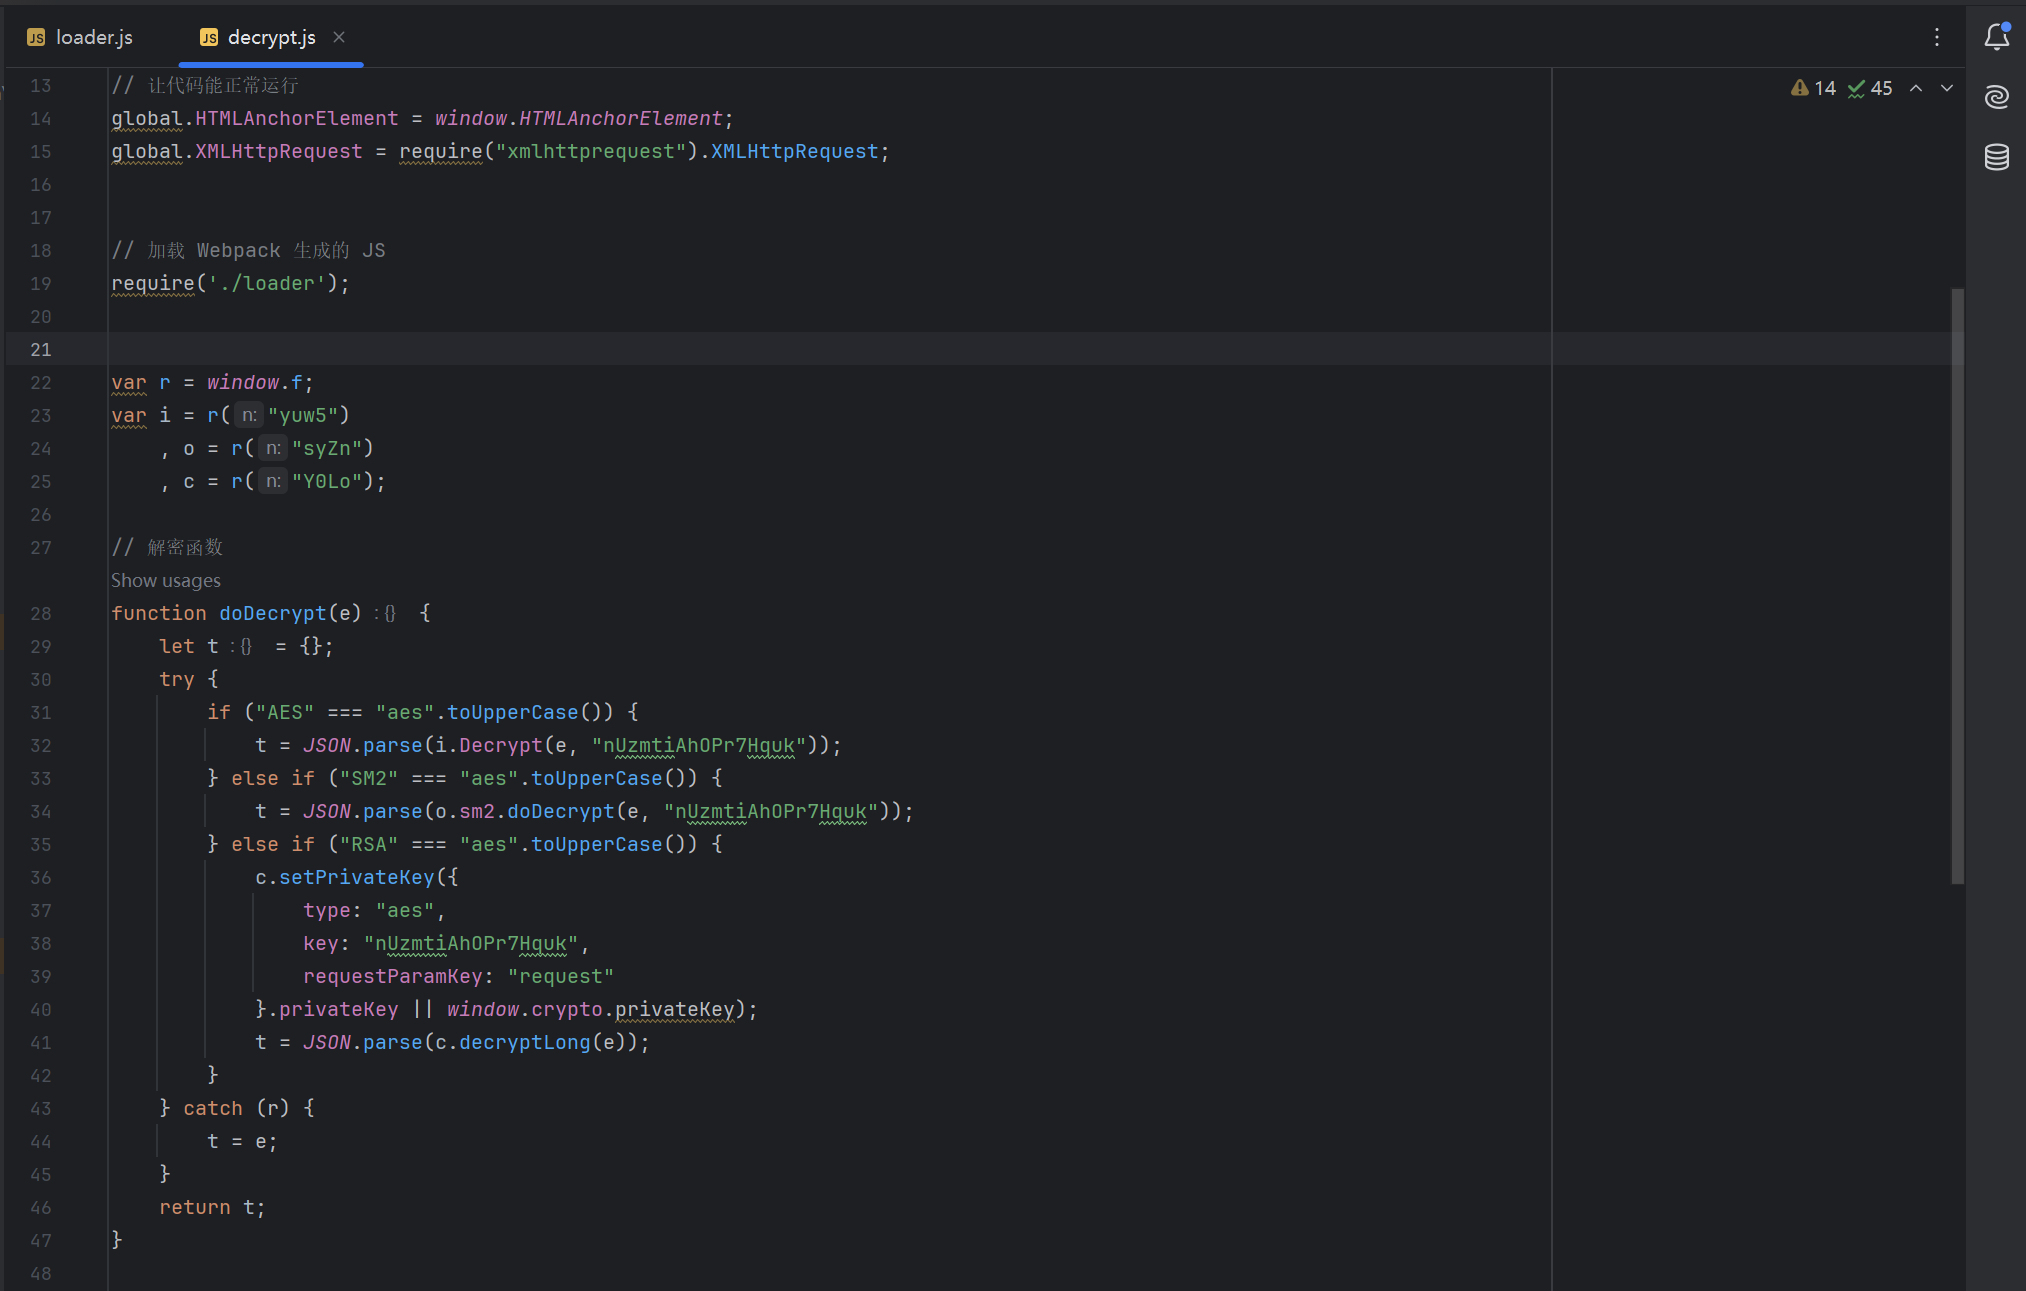 loader.js
decrypt.js
14 45
13 // 让代码能正常运行
14 global.HTMLAnchorElement = window.HTMLAnchorElement;
15 global.XMLHttpRequest = require("xmlhttprequest").XMLHttpRequest;
16
17
18 // 加载 Webpack 生成的 JS
19 require('./loader');
20
21
22 var r = window.f;
23 var i = r( n: "yuw5")
24     , o = r( n: "syZn")
25     , c = r( n: "Y0Lo");
26
27 // 解密函数
Show usages
28 function doDecrypt(e) :{} {
29     let t :{} = {};
30     try {
31         if ("AES" === "aes".toUpperCase()) {
32             t = JSON.parse(i.Decrypt(e, "nUzmtiAhOPr7Hquk"));
33         } else if ("SM2" === "aes".toUpperCase()) {
34             t = JSON.parse(o.sm2.doDecrypt(e, "nUzmtiAhOPr7Hquk"));
35         } else if ("RSA" === "aes".toUpperCase()) {
36             c.setPrivateKey({
37                 type: "aes",
38                 key: "nUzmtiAhOPr7Hquk",
39                 requestParamKey: "request"
40             }.privateKey || window.crypto.privateKey);
41             t = JSON.parse(c.decryptLong(e));
42         }
43     } catch (r) {
44         t = e;
45     }
46     return t;
47 }
48